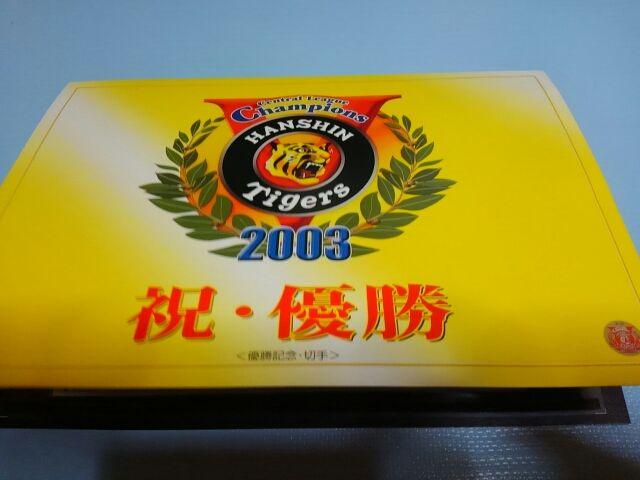 Central League
Champions
HANSHIN
Tigers
2003
祝・優勝
<優勝記念・切手>